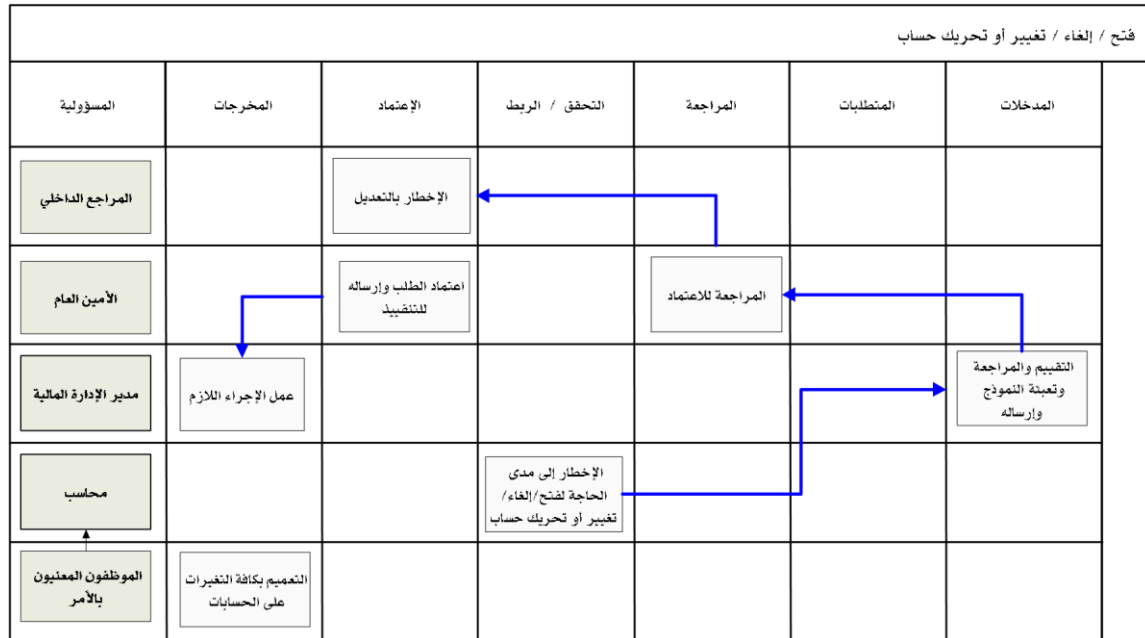 فتح / إلغاء / تغيير أو تحريك حساب
المدخلات
المتطلبات
المراجعة
التحقق / الربط
الإعتماد
المخرجات
المسؤولية
الإخطار بالتعديل
المراجع الداخلي
المراجعة للاعتماد
اعتماد الطلب وإرساله
للتنفييذ
الأمين العام
التقييم والمراجعة
وتعبئة النموذج
وإرساله
عمل الإجراء اللازم
مدير الإدارة المالية
الإخطار إلى مدى
الحاجة لفتح/إلغاء/
تغيير أو تحريك حساب
محاسب
التعميم بكافة التغيرات
على الحسابات
الموظفون المعنيون
بالأمر